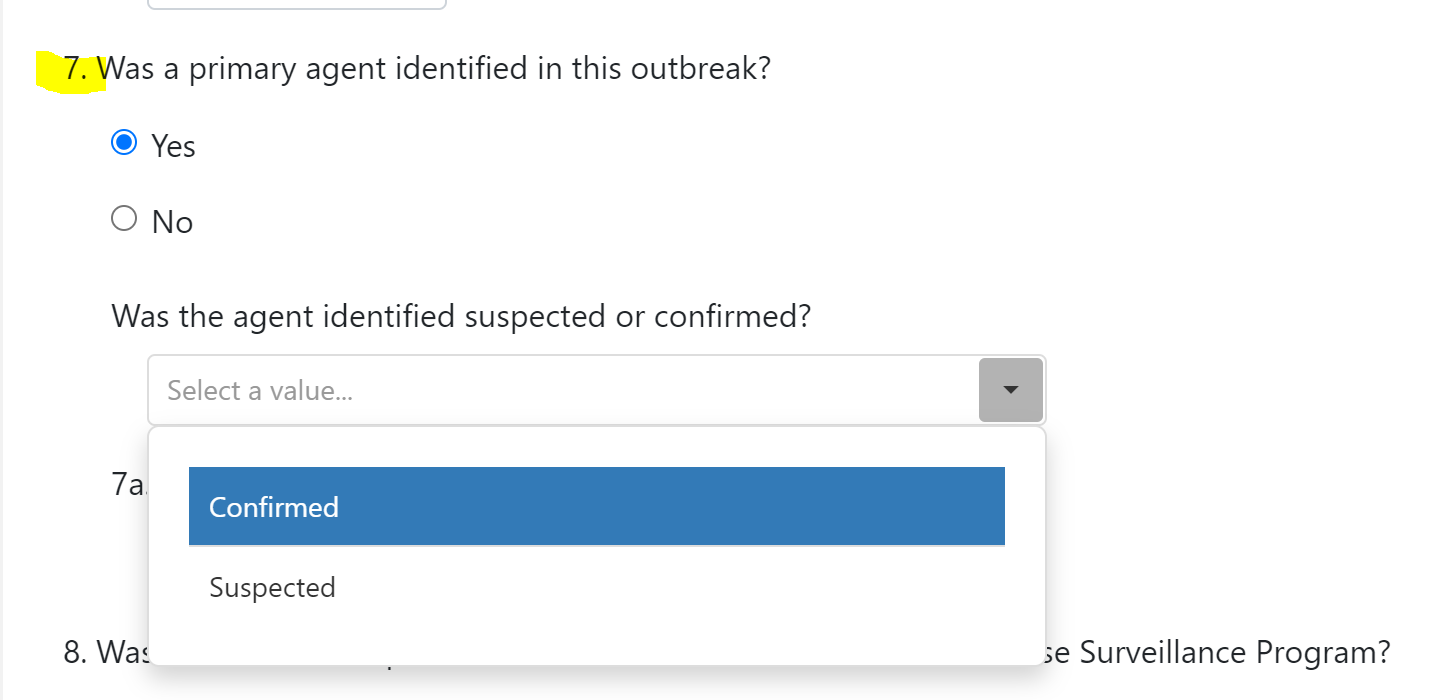 7. Was a primary agent identified in this outbreak?
Yes
No
Was the agent identified suspected or confirmed?
Select a value...
7a.
Confirmed
Suspected
8. Was Surveillance Program?